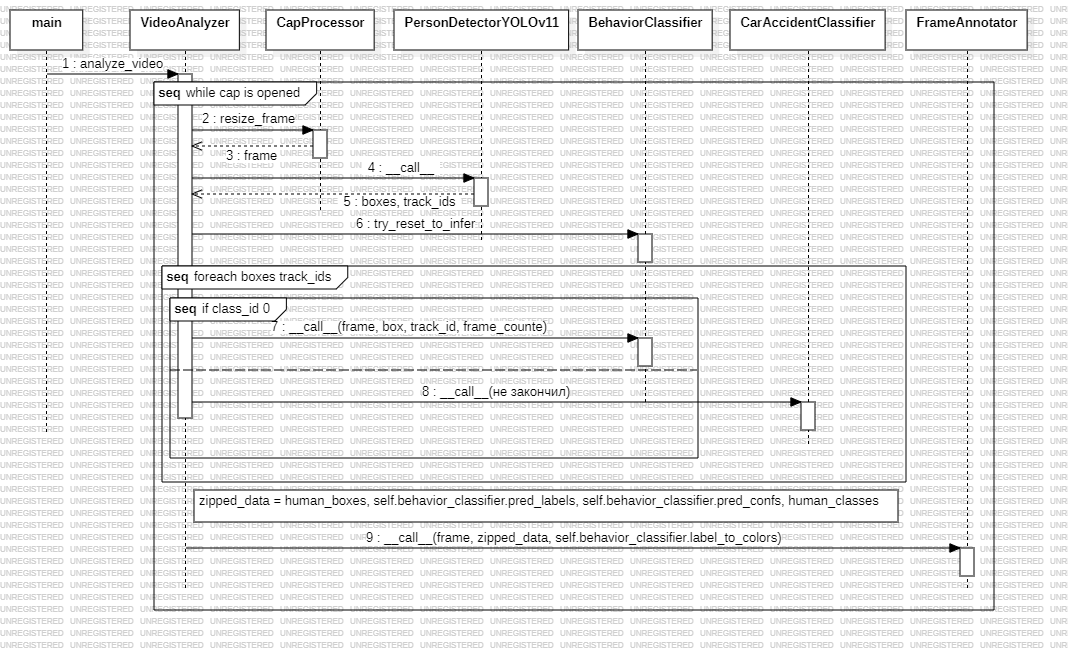 main
VideoAnalyzer
CapProcessor
PersonDetectorYOLOv11
BehaviorClassifier
CarAccidentClassifier
FrameAnnotator
1 : analyze_video
seq while cap is opened
2 : resize_frame
3 : frame
4 : __call__
5 : boxes, track_ids
6 : try_reset_to_infer
seq foreach boxes track_ids
seq if class_id 0
7 : __call__(frame, box, track_id, frame_counte)
8 : __call__(не закончил)
zipped_data = human_boxes, self.behavior_classifier.pred_labels, self.behavior_classifier.pred_confs, human_classes
9 : __call__(frame, zipped_data, self.behavior_classifier.label_to_colors)
UNREGISTERED